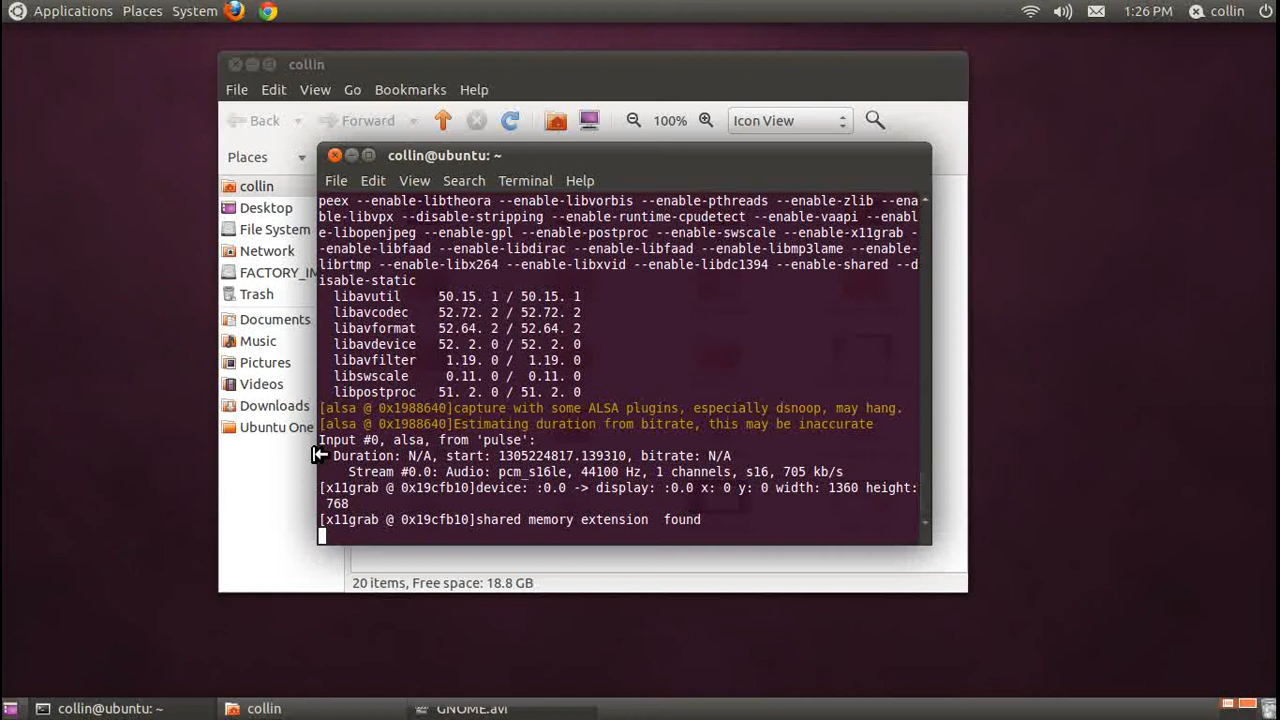 Applications Places System 1:26 PM collin
collin
File Edit View Go Bookmarks Help
Back Forward 100% Icon View
Places
collin
Desktop
File System
Network
FACTORY_IM
Trash
Documents
Music
Pictures
Videos
Downloads
Ubuntu One
collin@ubuntu: ~
File Edit View Search Terminal Help
peex --enable-libtheora --enable-libvorbis --enable-pthreads --enable-zlib --ena
ble-libvpx --disable-stripping --enable-runtime-cpudetect --enable-vaapi --enabl
e-libopenjpeg --enable-gpl --enable-postproc --enable-swscale --enable-x11grab -
-enable-libfaad --enable-libdirac --enable-libfaad --enable-libmp3lame --enable-
librtmp --enable-libx264 --enable-libxvid --enable-libdc1394 --enable-shared --d
isable-static
libavutil 50.15. 1 / 50.15. 1
libavcodec 52.72. 2 / 52.72. 2
libavformat 52.64. 2 / 52.64. 2
libavdevice 52. 2. 0 / 52. 2. 0
libavfilter 1.19. 0 / 1.19. 0
libswscale 0.11. 0 / 0.11. 0
libpostproc 51. 2. 0 / 51. 2. 0
[alsa @ 0x1988640]capture with some ALSA plugins, especially dsnoop, may hang.
[alsa @ 0x1988640]Estimating duration from bitrate, this may be inaccurate
Input #0, alsa, from 'pulse':
Duration: N/A, start: 1305224817.139310, bitrate: N/A
Stream #0.0: Audio: pcm_s16le, 44100 Hz, 1 channels, s16, 705 kb/s
[x11grab @ 0x19cfb10]device: :0.0 -> display: :0.0 x: 0 y: 0 width: 1360 height:
768
[x11grab @ 0x19cfb10]shared memory extension found
20 items, Free space: 18.8 GB
collin@ubuntu: ~ collin GNOME.avi